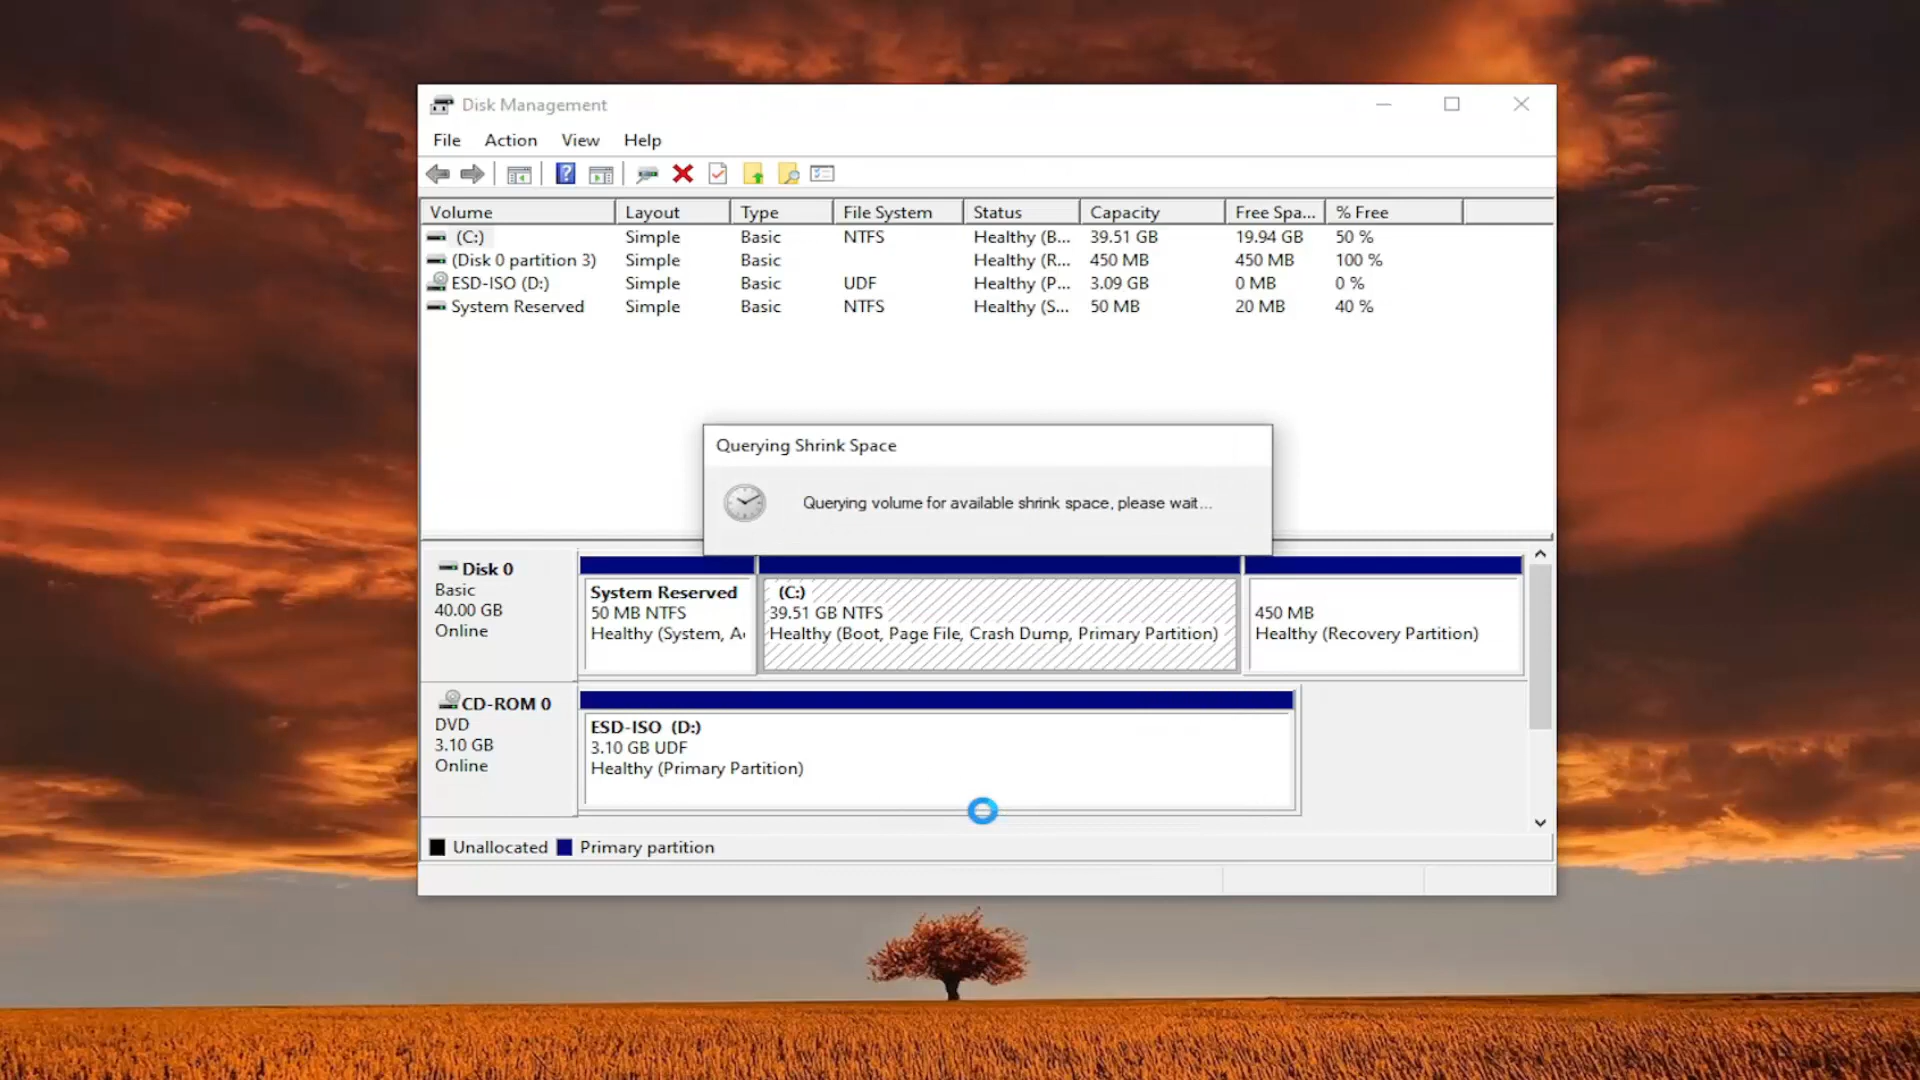 Disk Management
File Action View Help
Volume Layout Type File System Status Capacity Free Spa... % Free
(C:) Simple Basic NTFS Healthy (B... 39.51 GB 19.94 GB 50 %
(Disk 0 partition 3) Simple Basic Healthy (R... 450 MB 450 MB 100 %
ESD-ISO (D:) Simple Basic UDF Healthy (P... 3.09 GB 0 MB 0 %
System Reserved Simple Basic NTFS Healthy (S... 50 MB 20 MB 40 %
Querying Shrink Space
Querying volume for available shrink space, please wait...
Disk 0
Basic
40.00 GB
Online
System Reserved
50 MB NTFS
Healthy (System, A
(C:)
39.51 GB NTFS
Healthy (Boot, Page File, Crash Dump, Primary Partition)
450 MB
Healthy (Recovery Partition)
CD-ROM 0
DVD
3.10 GB
Online
ESD-ISO (D:)
3.10 GB UDF
Healthy (Primary Partition)
Unallocated Primary partition